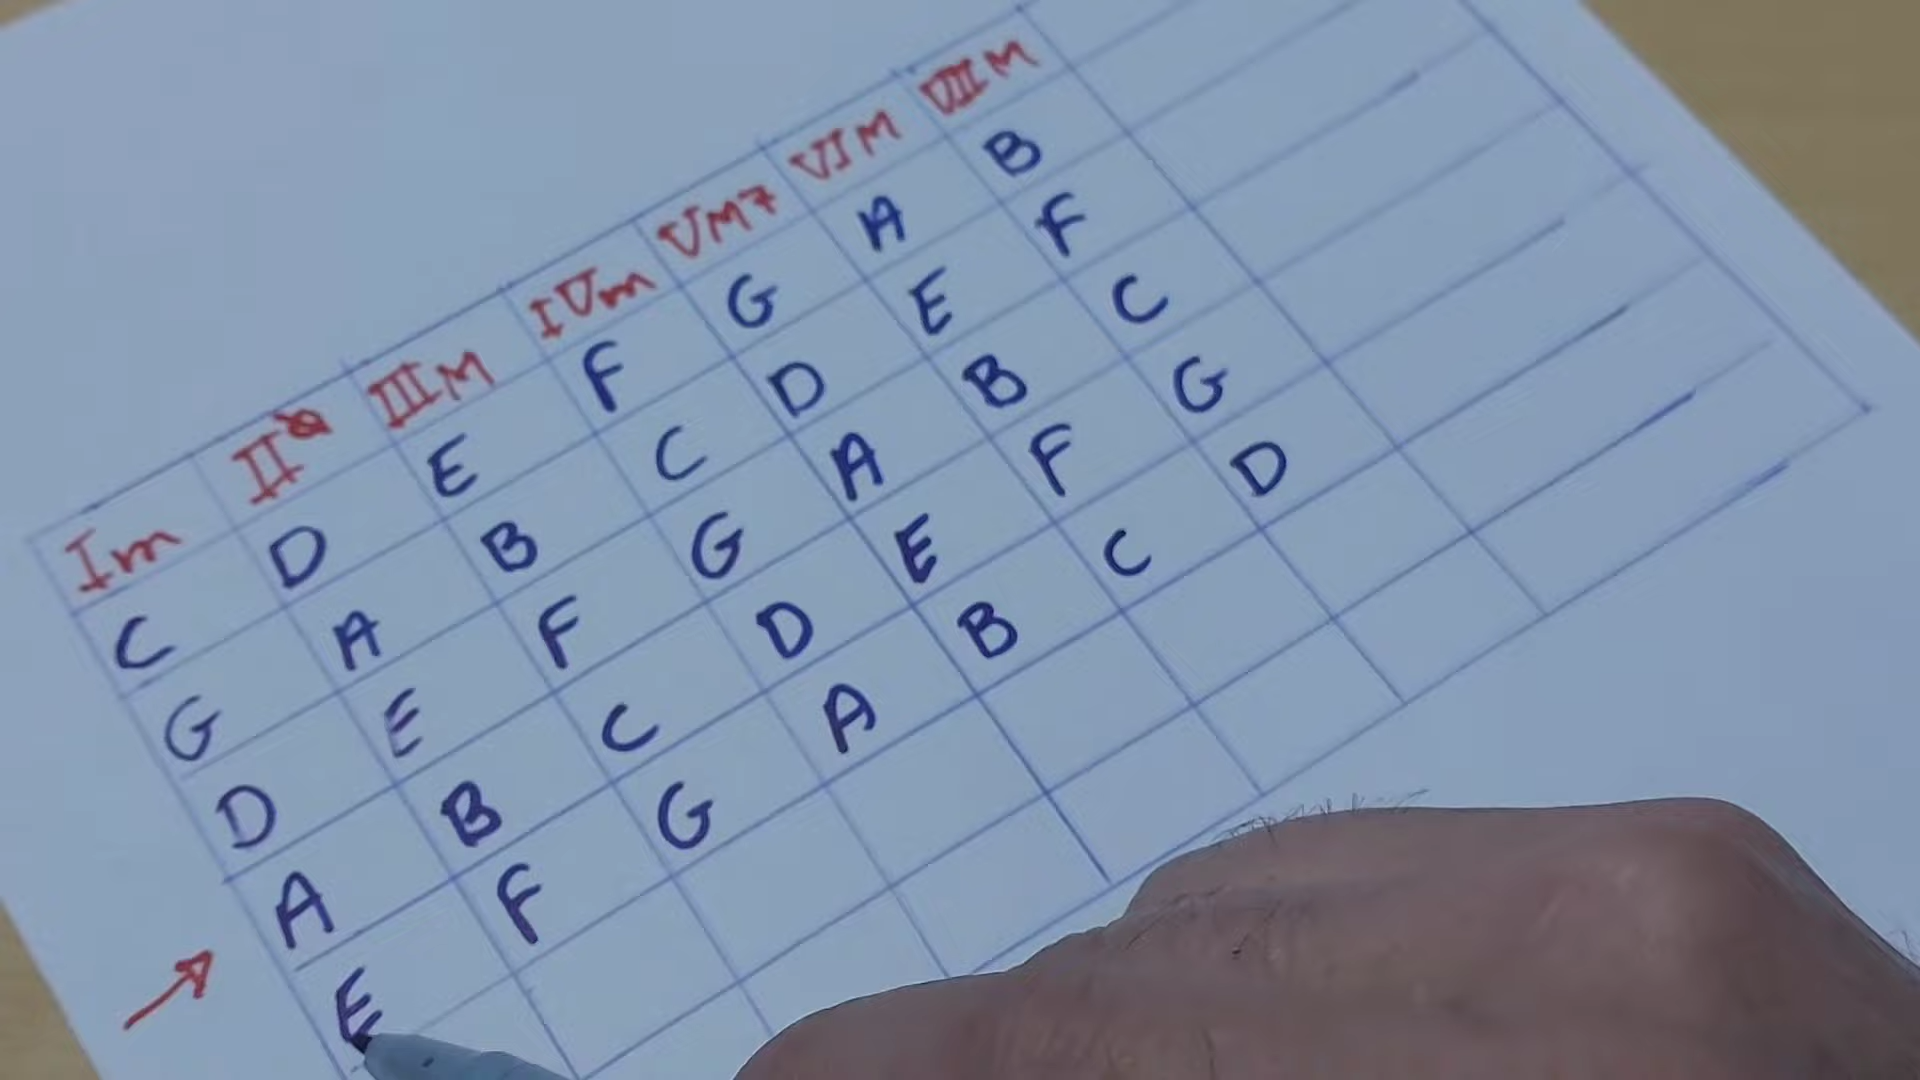 Im IIø IIIM IVm VM7 VIM VIIM
C D E F G A B
G A B C D E F
D E F G A B C
A B C D E F G
E F G A B C D